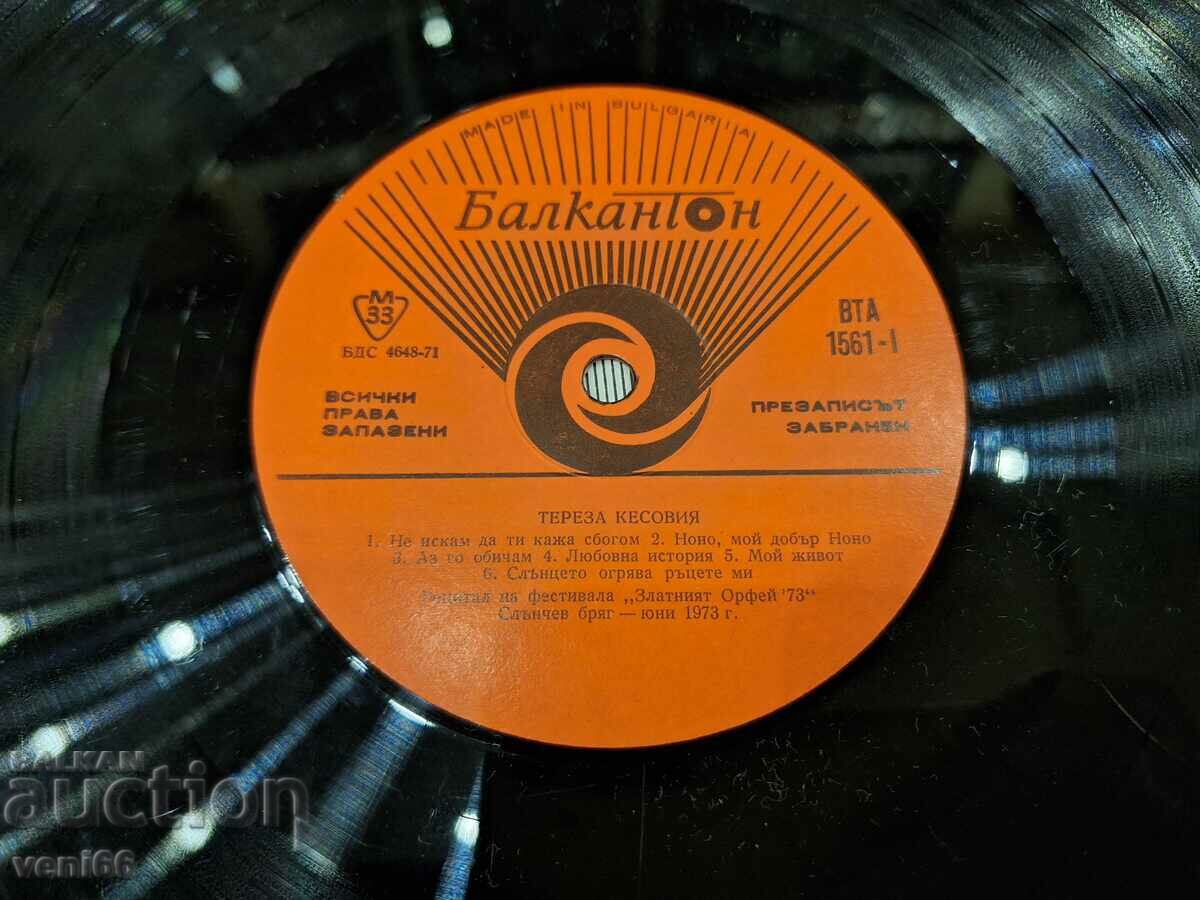 MADE IN BULGARIA
Балкантон
М
33
БДС 4648-71
ВТА
1561-I
ВСИЧКИ
ПРАВА
ЗАПАЗЕНИ
ПРЕЗАПИСЪТ
ЗАБРАНЕН
ТЕРЕЗА КЕСОВИЯ
1. Не искам да ти кажа сбогом 2. Ноно, мой добър Ноно
3. Аз го обичам 4. Любовна история 5. Мой живот
6. Слънцето огрява ръцете ми
Рецитал на фестивала „Златният Орфей '73“
Слънчев бряг — юни 1973 г.
BALKAN
auction
veni66